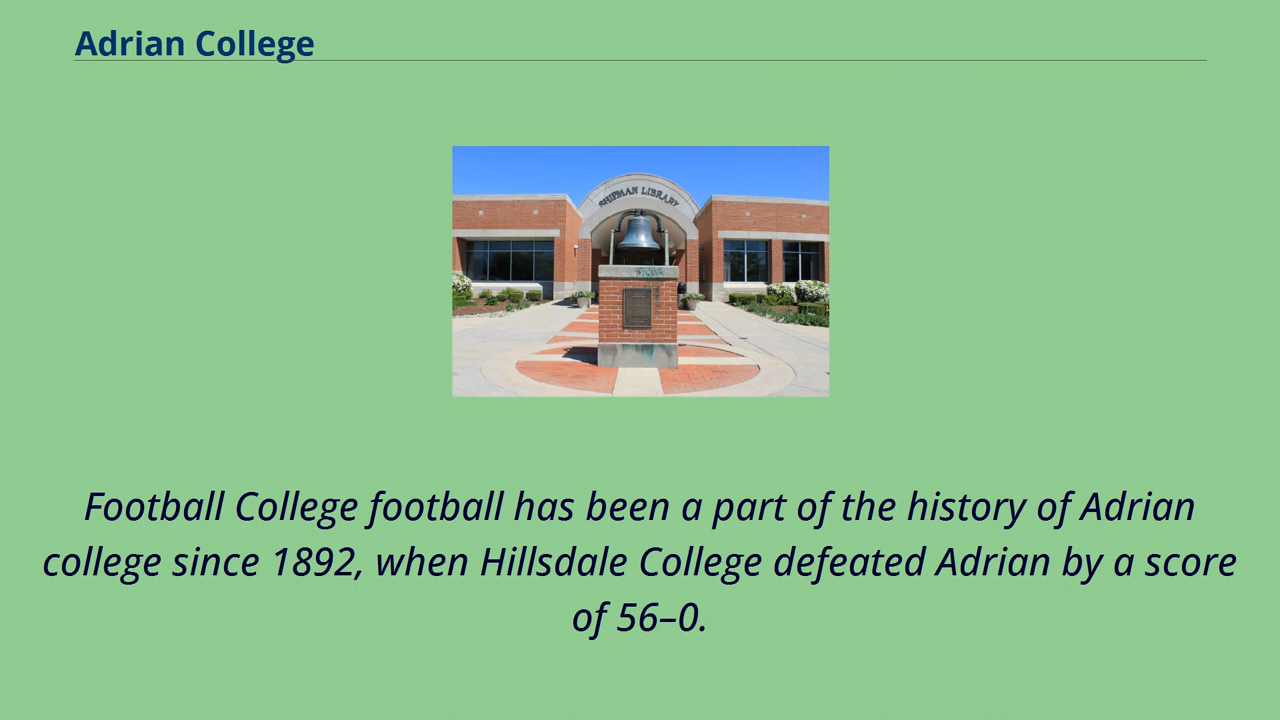 Adrian College
SHIPMAN LIBRARY
Football College football has been a part of the history of Adrian
college since 1892, when Hillsdale College defeated Adrian by a score
of 56–0.